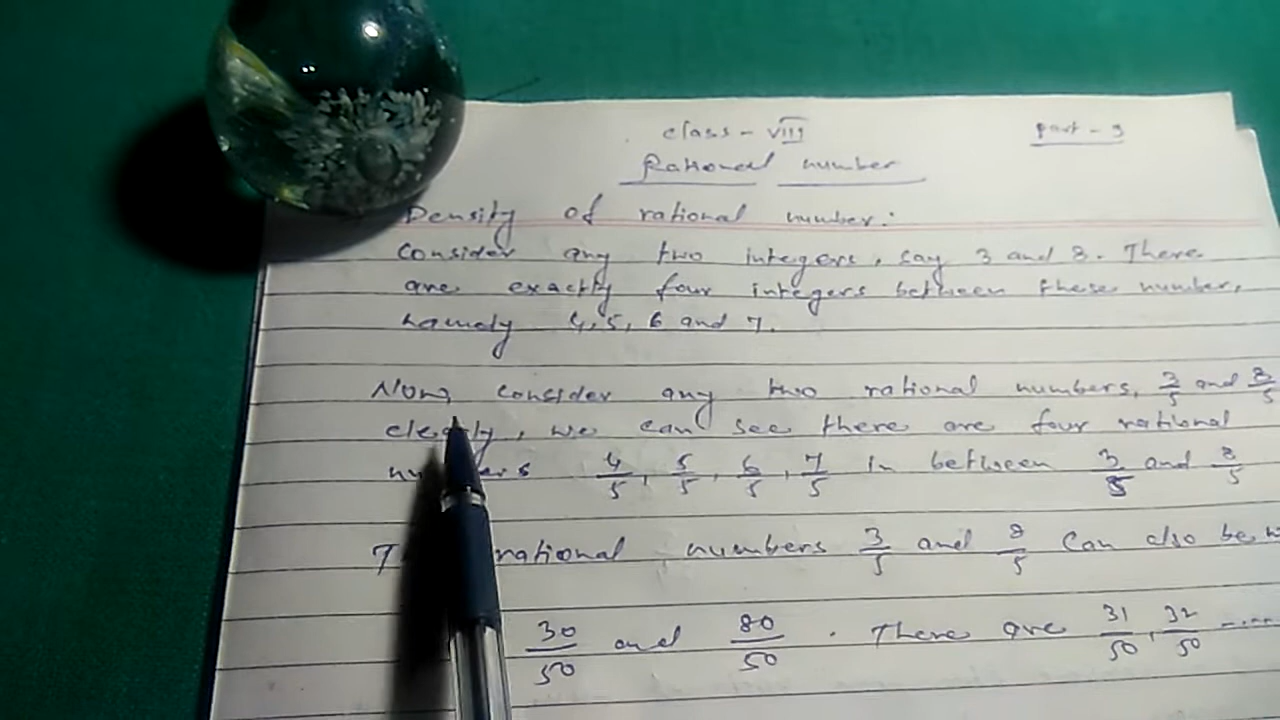 class - VIII
part - 3
Rational number
Density of rational number:
Consider any two integers, say 3 and 8. There
are exactly four integers between these number,
namely 4, 5, 6 and 7.
Now, consider any two rational numbers, 3/5 and 8/5
clearly, we can see there are four rational
numbers 4/5, 5/5, 6/5, 7/5 in between 3/5 and 8/5
rational numbers 3/5 and 8/5 can also be
30/50 and 80/50 . There are 31/50, 32/50 ....